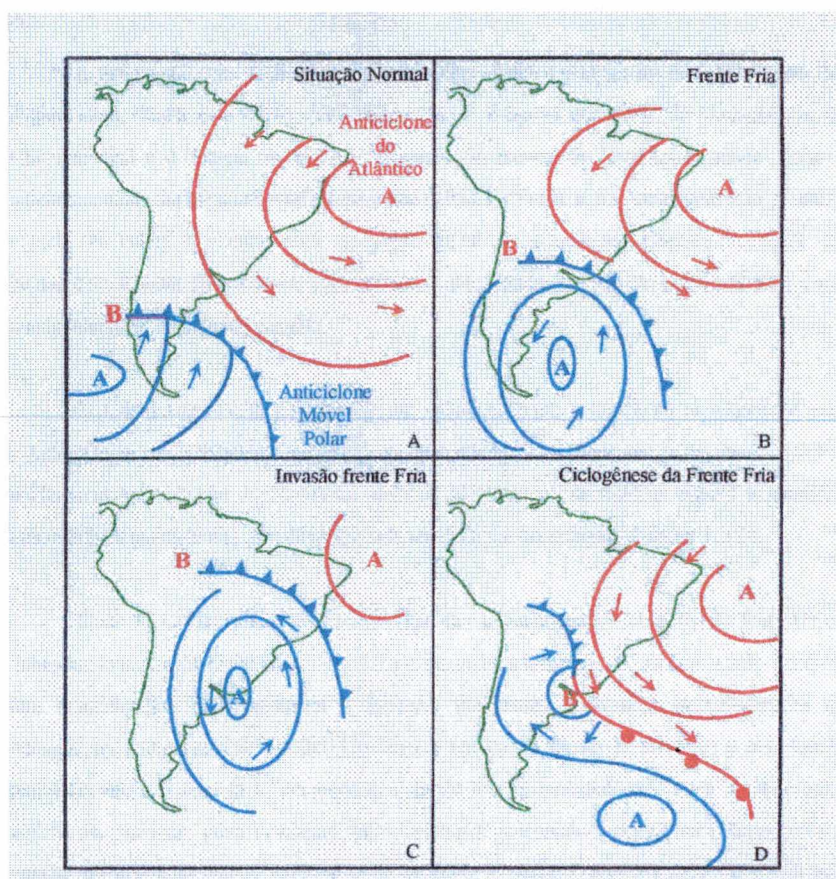 Situação Normal
Anticiclone
do
Atlântico
A
B
A
Anticiclone
Móvel
Polar
A
Frente Fria
A
B
A
B
Invasão frente Fria
B
A
A
C
Ciclogênese da Frente Fria
A
B
A
D